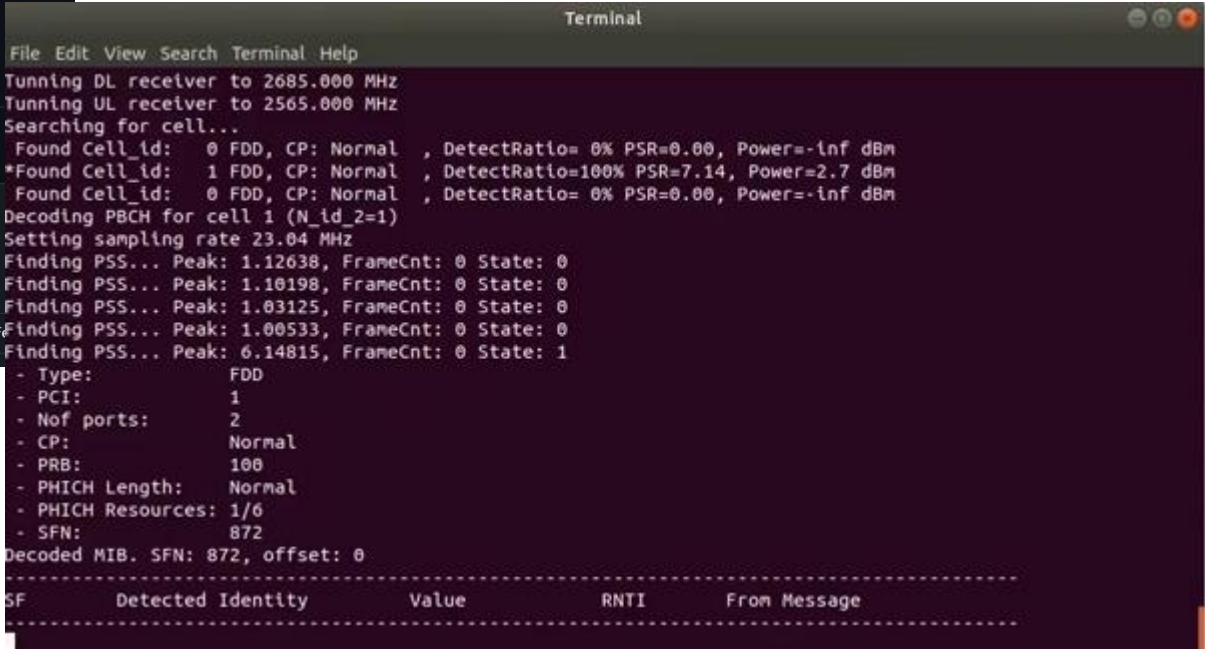 Terminal
File Edit View Search Terminal Help
Tunning DL receiver to 2685.000 MHz
Tunning UL receiver to 2565.000 MHz
Searching for cell...
Found Cell_id: 0 FDD, CP: Normal , DetectRatio= 0% PSR=0.00, Power=-inf dBm
*Found Cell_id: 1 FDD, CP: Normal , DetectRatio=100% PSR=7.14, Power=2.7 dBm
Found Cell_id: 0 FDD, CP: Normal , DetectRatio= 0% PSR=0.00, Power=-inf dBm
Decoding PBCH for cell 1 (N_id_2=1)
Setting sampling rate 23.04 MHz
Finding PSS... Peak: 1.12638, FrameCnt: 0 State: 0
Finding PSS... Peak: 1.10198, FrameCnt: 0 State: 0
Finding PSS... Peak: 1.03125, FrameCnt: 0 State: 0
Finding PSS... Peak: 1.00533, FrameCnt: 0 State: 0
Finding PSS... Peak: 6.14815, FrameCnt: 0 State: 1
- Type: FDD
- PCI: 1
- Nof ports: 2
- CP: Normal
- PRB: 100
- PHICH Length: Normal
- PHICH Resources: 1/6
- SFN: 872
Decoded MIB. SFN: 872, offset: 0
----------------------------------------------------------------------------------------
SF Detected Identity Value RNTI From Message
----------------------------------------------------------------------------------------